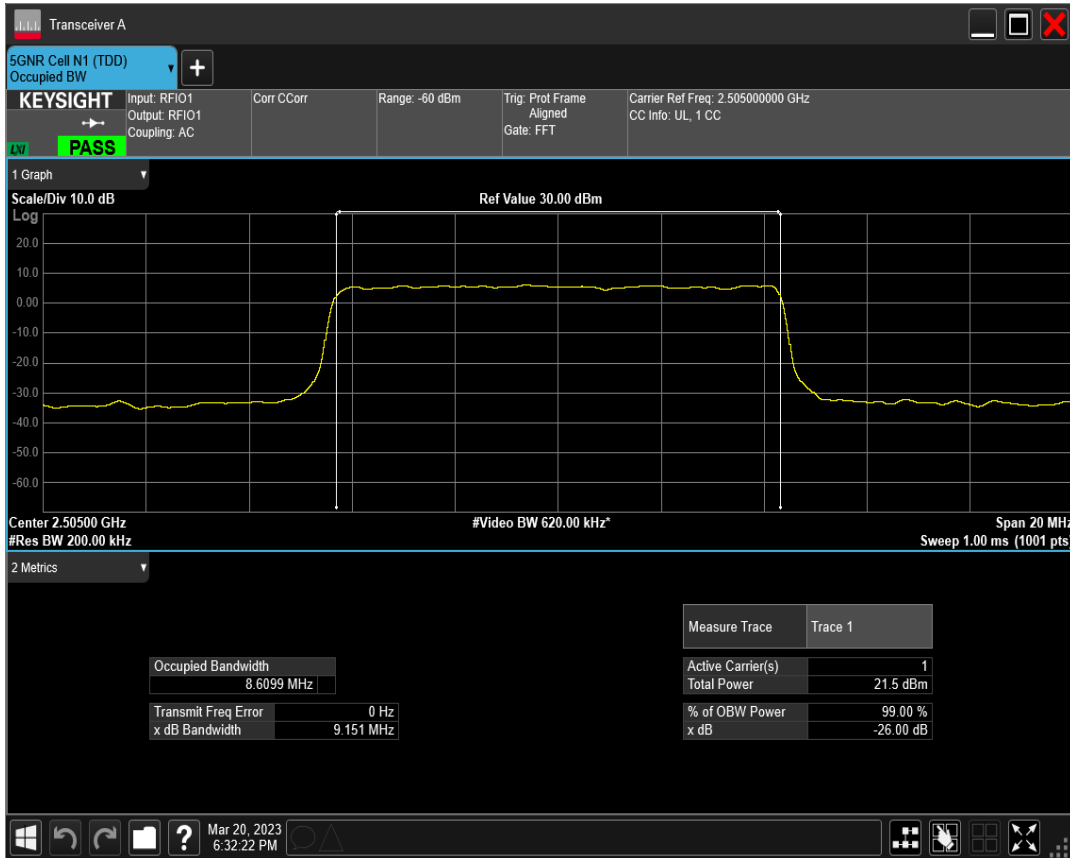 Transceiver A
5GNR Cell N1 (TDD)
Occupied BW
+
KEYSIGHT
LXI
PASS
Input: RFIO1
Output: RFIO1
Coupling: AC
Corr CCorr
Range: -60 dBm
Trig: Prot Frame
Aligned
Gate: FFT
Carrier Ref Freq: 2.505000000 GHz
CC Info: UL, 1 CC
1 Graph
Scale/Div 10.0 dB
Ref Value 30.00 dBm
Log
20.0
10.0
0.00
-10.0
-20.0
-30.0
-40.0
-50.0
-60.0
Center 2.50500 GHz
#Video BW 620.00 kHz*
Span 20 MHz
#Res BW 200.00 kHz
Sweep 1.00 ms (1001 pts)
2 Metrics
Measure Trace Trace 1
Occupied Bandwidth
8.6099 MHz
Active Carrier(s) 1
Total Power 21.5 dBm
Transmit Freq Error 0 Hz
x dB Bandwidth 9.151 MHz
% of OBW Power 99.00 %
x dB -26.00 dB
?
Mar 20, 2023
6:32:22 PM